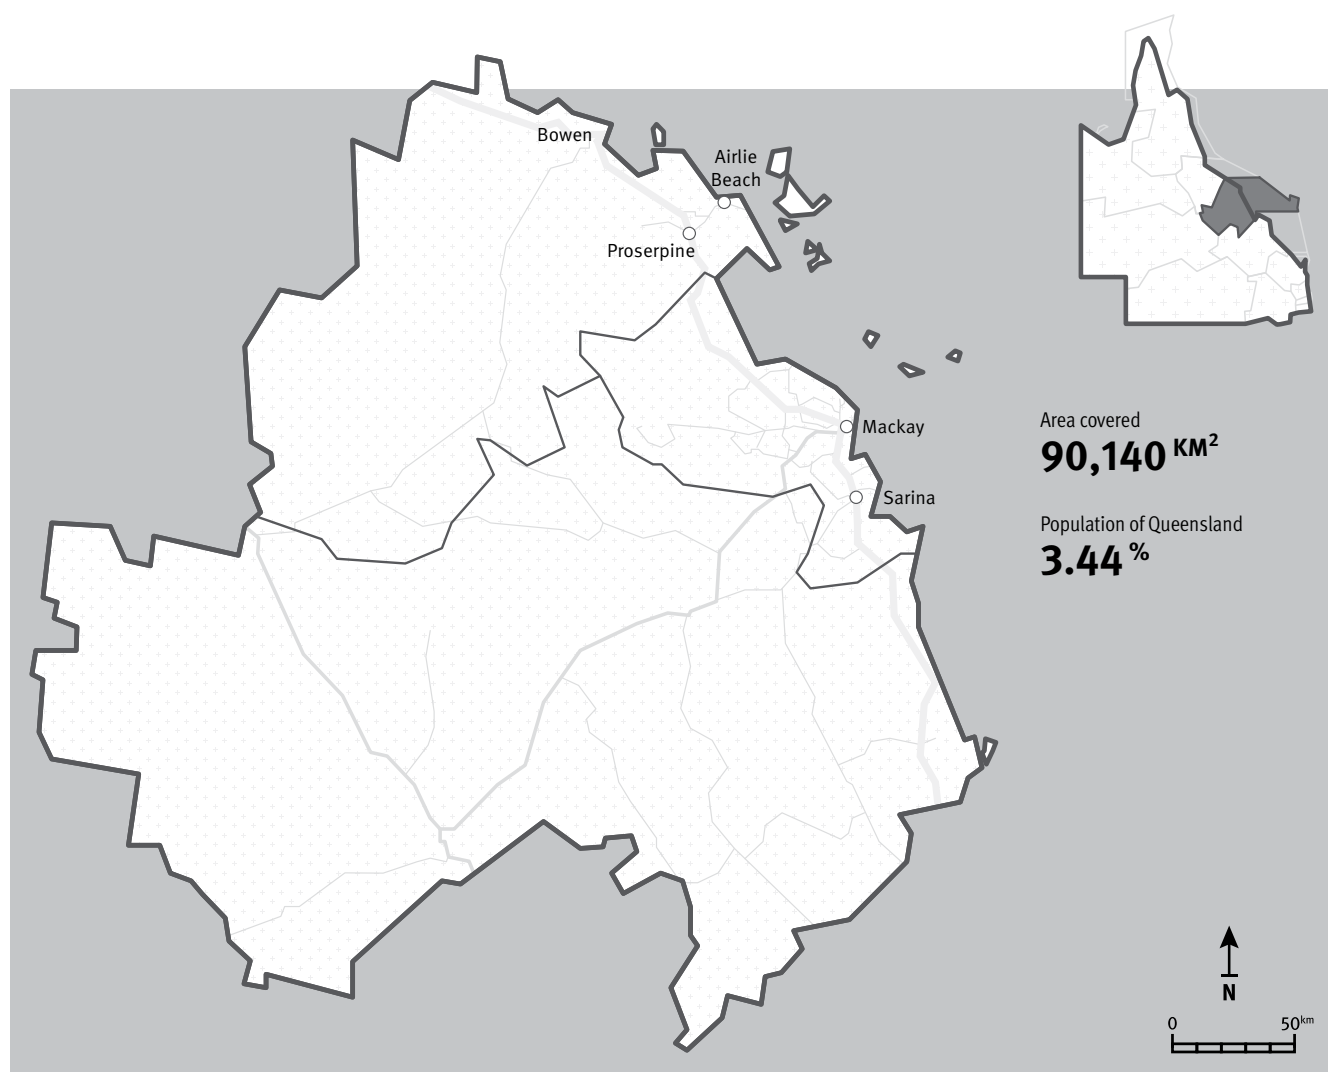 Bowen
Airlie
Beach
Proserpine
Mackay
Sarina
Area covered
90,140 KM²
Population of Queensland
3.44 %
N
0 50km